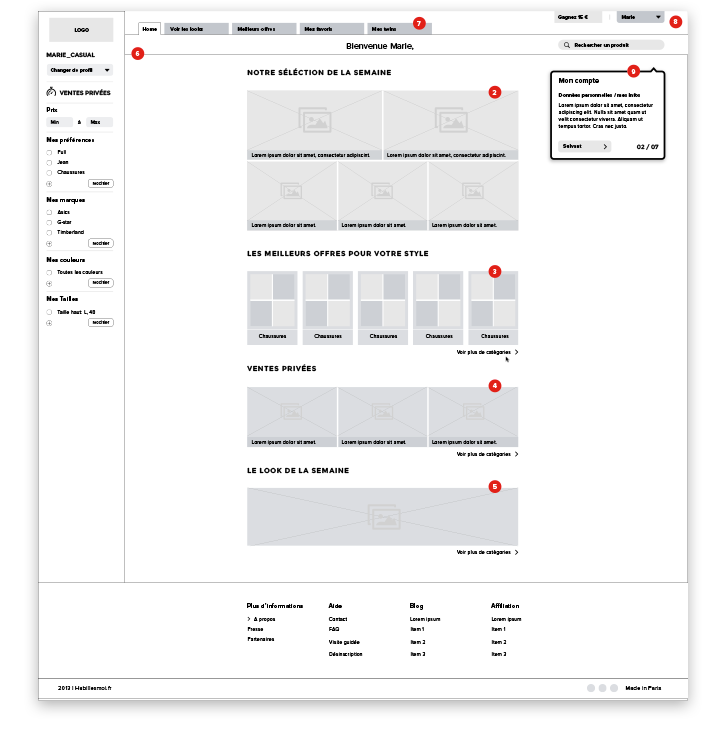 LOGO
MARIE_CASUAL
Changer de profil
VENTES PRIVÉES
Prix
Min à Max
Mes préférences
Pull
Jean
Chaussures
Modifier
Mes marques
Asics
G-star
Timberland
Modifier
Mes couleurs
Toutes les couleurs
Modifier
Mes Tailles
Taille haut: L, 48
Modifier
Home Voir les looks Meilleurs offres Mes favoris Mes twins 7
Gagnez 15 € Marie 8
6 Bienvenue Marie,
Rechercher un produit
NOTRE SÉLÉCTION DE LA SEMAINE
2
Lorem ipsum dolor sit amet, consectetur adipiscint. Lorem ipsum dolor sit amet, consectetur adipiscint.
Lorem ipsum dolor sit amet. Lorem ipsum dolor sit amet. Lorem ipsum dolor sit amet.
LES MEILLEURS OFFRES POUR VOTRE STYLE
3
Chaussures Chaussures Chaussures Chaussures Chaussures
Voir plus de catégories
VENTES PRIVÉES
4
Lorem ipsum dolor sit amet. Lorem ipsum dolor sit amet. Lorem ipsum dolor sit amet.
Voir plus de catégories
LE LOOK DE LA SEMAINE
5
Voir plus de catégories
9
Mon compte
Données personnelles / mes infos
Lorem ipsum dolor sit amet, consectetur
adipiscing elit. Nulla sit amet quam ut
velit consectetur viverra. Aliquam ut
tempus tortor. Cras nec justo.
Suivant 02 / 07
Plus d'informations
A propos
Presse
Partenaires
Aide
Contact
FAQ
Visite guidée
Désinscription
Blog
Lorem ipsum
Item 1
Item 2
Item 3
Affiliation
Lorem ipsum
Item 1
Item 2
Item 3
2013 | Habillesmoi.fr
Made in Paris